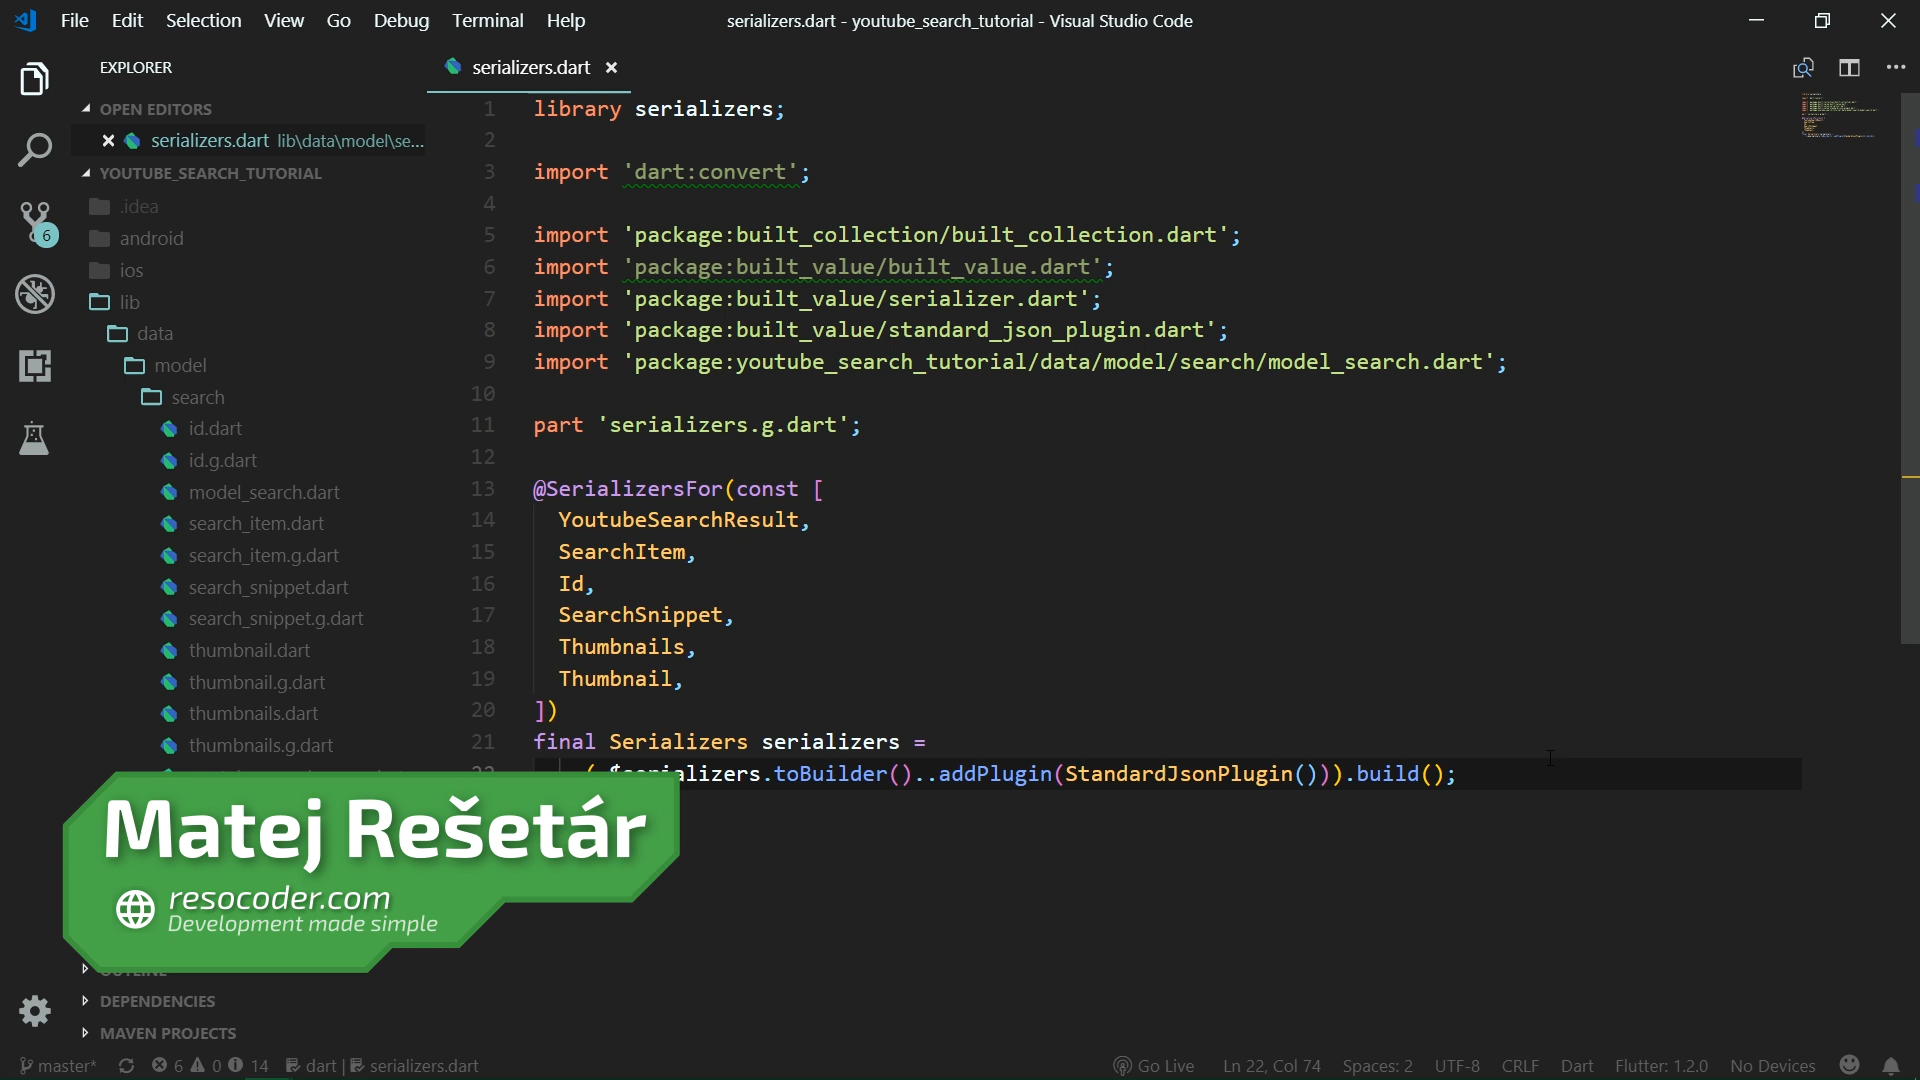 File Edit Selection View Go Debug Terminal Help
serializers.dart - youtube_search_tutorial - Visual Studio Code
EXPLORER
serializers.dart
OPEN EDITORS
serializers.dart lib\data\model\se...
YOUTUBE_SEARCH_TUTORIAL
.idea
android
ios
lib
data
model
search
id.dart
id.g.dart
model_search.dart
search_item.dart
search_item.g.dart
search_snippet.dart
search_snippet.g.dart
thumbnail.dart
thumbnail.g.dart
thumbnails.dart
thumbnails.g.dart
OUTLINE
DEPENDENCIES
MAVEN PROJECTS
6
1 library serializers;
2
3 import 'dart:convert';
4
5 import 'package:built_collection/built_collection.dart';
6 import 'package:built_value/built_value.dart';
7 import 'package:built_value/serializer.dart';
8 import 'package:built_value/standard_json_plugin.dart';
9 import 'package:youtube_search_tutorial/data/model/search/model_search.dart';
10
11 part 'serializers.g.dart';
12
13 @SerializersFor(const [
14 YoutubeSearchResult,
15 SearchItem,
16 Id,
17 SearchSnippet,
18 Thumbnails,
19 Thumbnail,
20 ])
21 final Serializers serializers =
22 (_$serializers.toBuilder()..addPlugin(StandardJsonPlugin())).build();
Matej Rešetár
resocoder.com
Development made simple
master* 6 0 14 dart | serializers.dart
Go Live Ln 22, Col 74 Spaces: 2 UTF-8 CRLF Dart Flutter: 1.2.0 No Devices